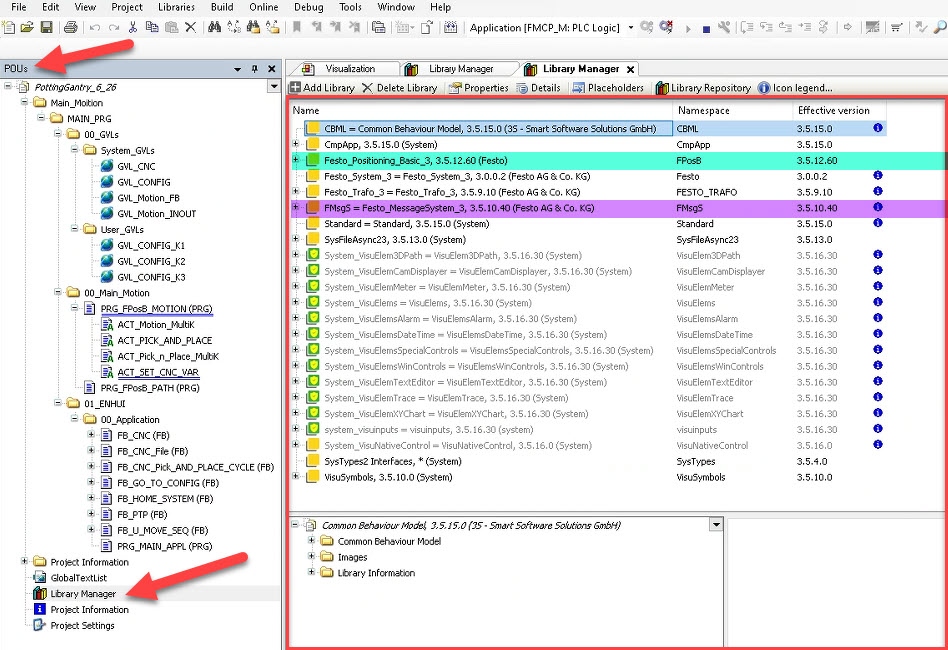 File Edit View Project Libraries Build Online Debug Tools Window Help
Application [FMCP_M: PLC Logic]
POUs
PottingGantry_6_26
Main_Moition
MAIN_PRG
00_GVLs
System_GVLs
GVL_CNC
GVL_CONFIG
GVL_Motion_FB
GVL_Motion_INOUT
User_GVLs
GVL_CONFIG_K1
GVL_CONFIG_K2
GVL_CONFIG_K3
00_Main_Motion
PRG_FPosB_MOTION (PRG)
ACT_Motion_MultiK
ACT_PICK_AND_PLACE
ACT_Pick_n_Place_MultiK
ACT_SET_CNC_VAR
PRG_FPosB_PATH (PRG)
01_ENHUI
00_Application
FB_CNC (FB)
FB_CNC_File (FB)
FB_CNC_Pick_AND_PLACE_CYCLE (FB)
FB_GO_TO_CONFIG (FB)
FB_HOME_SYSTEM (FB)
FB_PTP (FB)
FB_U_MOVE_SEQ (FB)
PRG_MAIN_APPL (PRG)
Project Information
GlobalTextList
Library Manager
Project Information
Project Settings
Visualization Library Manager Library Manager
Add Library Delete Library Properties Details Placeholders Library Repository Icon legend...
Name Namespace Effective version
CBML = Common Behaviour Model, 3.5.15.0 (3S - Smart Software Solutions GmbH) CBML 3.5.15.0
CmpApp, 3.5.15.0 (System) CmpApp 3.5.15.0
Festo_Positioning_Basic_3, 3.5.12.60 (Festo) FPosB 3.5.12.60
Festo_System_3 = Festo_System_3, 3.0.0.2 (Festo AG & Co. KG) Festo 3.0.0.2
Festo_Trafo_3 = Festo_Trafo_3, 3.5.9.10 (Festo AG & Co. KG) FESTO_TRAFO 3.5.9.10
FMsgS = Festo_MessageSystem_3, 3.5.10.40 (Festo AG & Co. KG) FMsgS 3.5.10.40
Standard = Standard, 3.5.15.0 (System) Standard 3.5.15.0
SysFileAsync23, 3.5.13.0 (System) SysFileAsync23 3.5.13.0
System_VisuElem3DPath = VisuElem3DPath, 3.5.16.30 (System) VisuElem3DPath 3.5.16.30
System_VisuElemCamDisplayer = VisuElemCamDisplayer, 3.5.16.30 (System) VisuElemCamDisplayer 3.5.16.30
System_VisuElemMeter = VisuElemMeter, 3.5.16.30 (System) VisuElemMeter 3.5.16.30
System_VisuElems = VisuElems, 3.5.16.30 (System) VisuElems 3.5.16.30
System_VisuElemsAlarm = VisuElemsAlarm, 3.5.16.30 (System) VisuElemsAlarm 3.5.16.30
System_VisuElemsDateTime = VisuElemsDateTime, 3.5.16.30 (System) VisuElemsDateTime 3.5.16.30
System_VisuElemsSpecialControls = VisuElemsSpecialControls, 3.5.16.30 (System) VisuElemsSpecialControls 3.5.16.30
System_VisuElemsWinControls = VisuElemsWinControls, 3.5.16.30 (System) VisuElemsWinControls 3.5.16.30
System_VisuElemTextEditor = VisuElemTextEditor, 3.5.16.30 (System) VisuElemTextEditor 3.5.16.30
System_VisuElemTrace = VisuElemTrace, 3.5.16.30 (System) VisuElemTrace 3.5.16.30
System_VisuElemXYChart = VisuElemXYChart, 3.5.16.30 (System) VisuElemXYChart 3.5.16.30
system_visuinputs = visuinputs, 3.5.16.30 (system) visuinputs 3.5.16.30
System_VisuNativeControl = VisuNativeControl, 3.5.16.0 (System) VisuNativeControl 3.5.16.0
SysTypes2 Interfaces, * (System) SysTypes 3.5.4.0
VisuSymbols, 3.5.10.0 (System) VisuSymbols 3.5.10.0
Common Behaviour Model, 3.5.15.0 (3S - Smart Software Solutions GmbH)
Common Behaviour Model
Images
Library Information